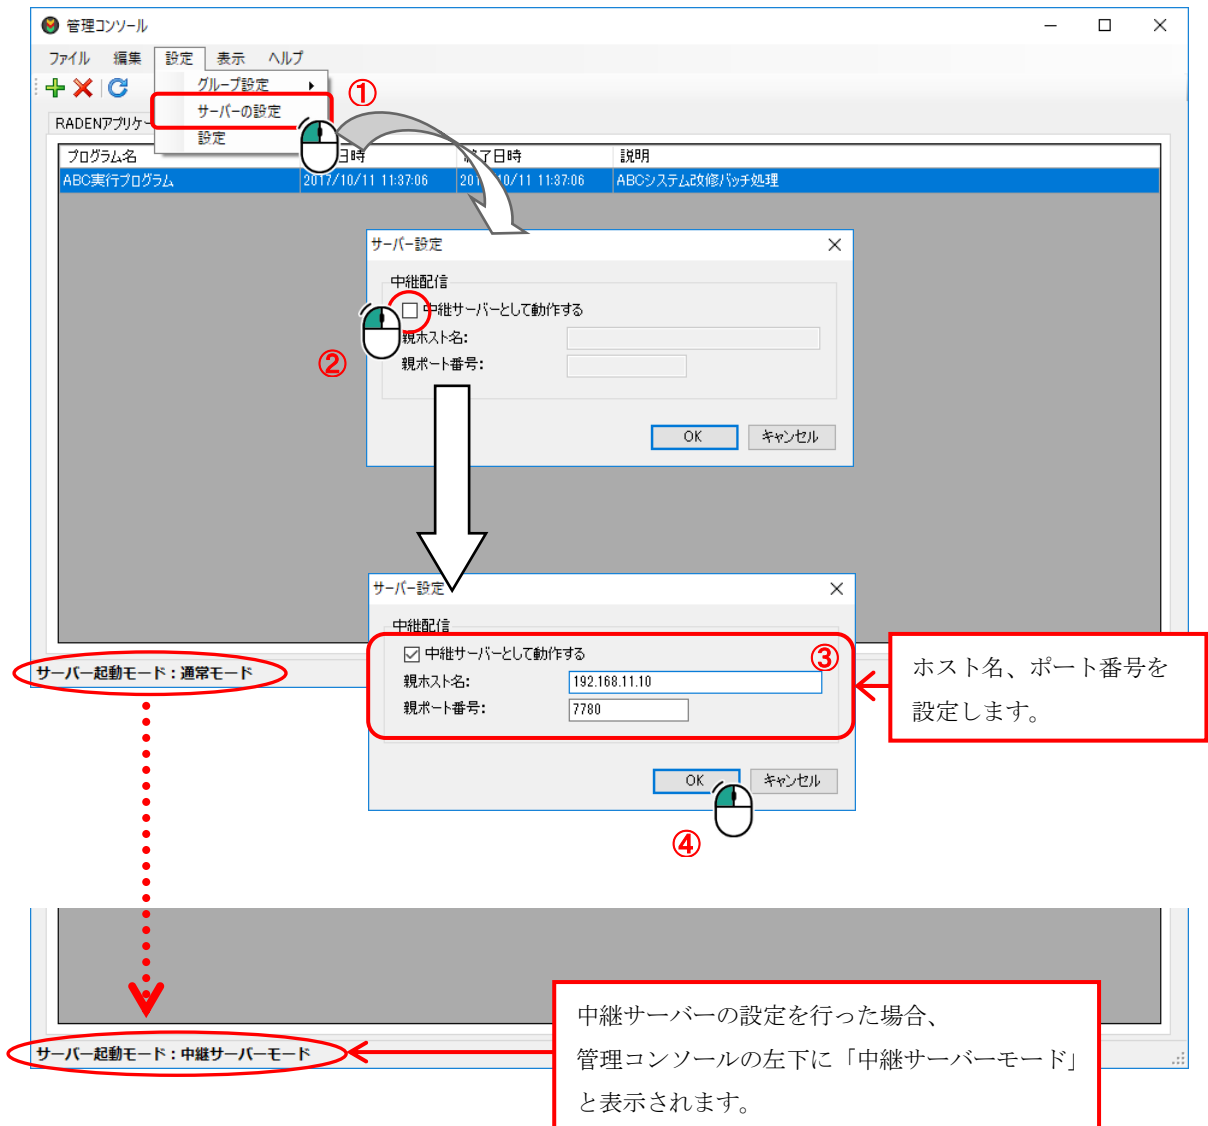 管理コンソール
ファイル 編集 設定 表示 ヘルプ
グループ設定
①
サーバーの設定
設定
RADENアプリケー
プログラム名 日時 終了日時 説明
ABC実行プログラム 2017/10/11 11:37:06 201 10/11 11:37:06 ABCシステム改修バッチ処理
サーバー設定
中継配信
中継サーバーとして動作する
親ホスト名:
②
親ポート番号:
OK キャンセル
サーバー設定
中継配信
中継サーバーとして動作する
③
親ホスト名: 192.168.11.10
親ポート番号: 7780
OK キャンセル
④
ホスト名、ポート番号を
設定します。
サーバー起動モード：通常モード
中継サーバーの設定を行った場合、
管理コンソールの左下に「中継サーバーモード」
と表示されます。
サーバー起動モード：中継サーバーモード